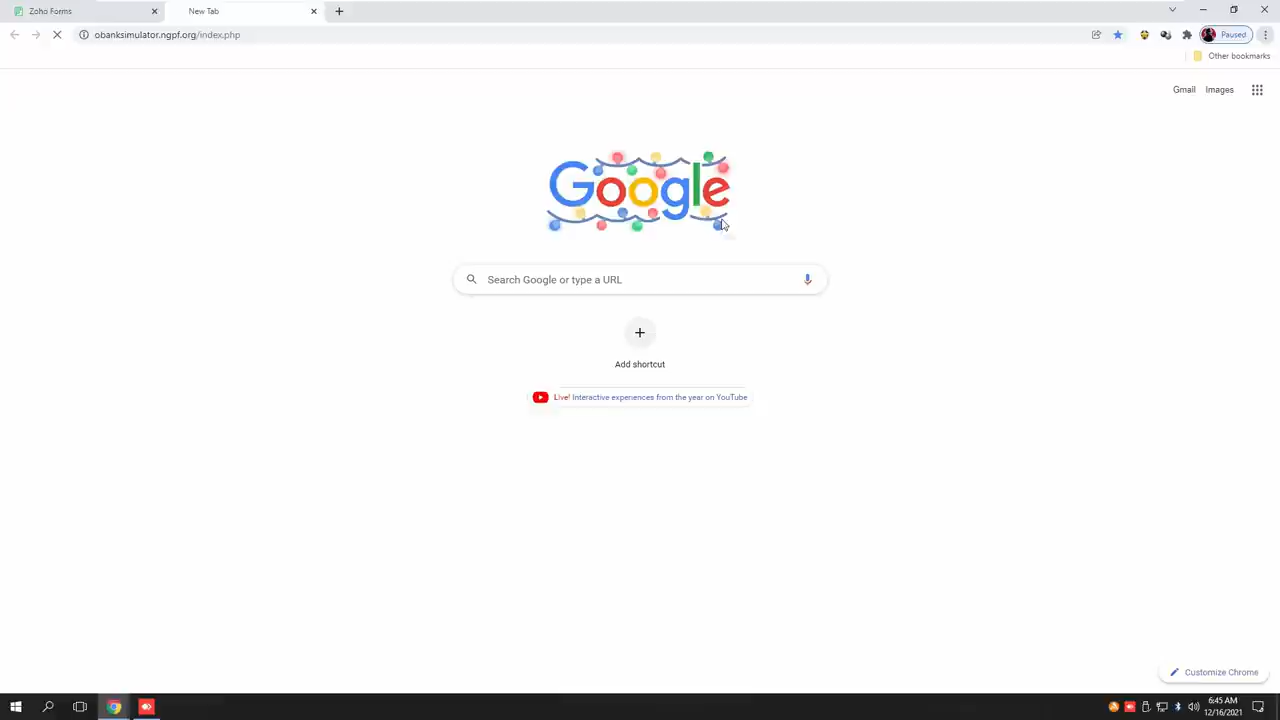 Zoho Forms
New Tab
obanksimulator.ngpf.org/index.php
Paused
Other bookmarks
Gmail
Images
Google
Search Google or type a URL
Add shortcut
Live! Interactive experiences from the year on YouTube
Customize Chrome
6:45 AM
12/16/2021